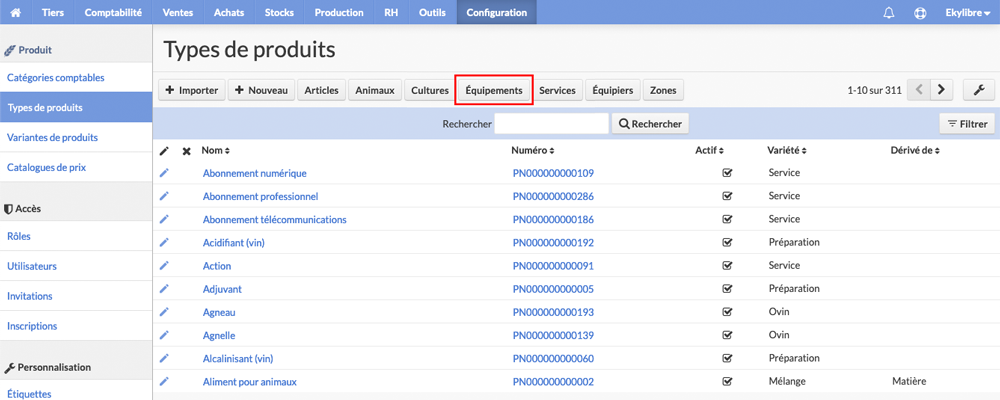 Tiers Comptabilité Ventes Achats Stocks Production RH Outils Configuration Ekylibre
Produit
Catégories comptables
Types de produits
Variantes de produits
Catalogues de prix
Accès
Rôles
Utilisateurs
Invitations
Inscriptions
Personnalisation
Étiquettes
Types de produits
Importer Nouveau Articles Animaux Cultures Équipements Services Équipiers Zones 1-10 sur 311
Rechercher Rechercher Filtrer
Nom Numéro Actif Variété Dérivé de
Abonnement numérique PN000000000109 Service
Abonnement professionnel PN000000000286 Service
Abonnement télécommunications PN000000000186 Service
Acidifiant (vin) PN000000000192 Préparation
Action PN000000000091 Service
Adjuvant PN000000000005 Préparation
Agneau PN000000000193 Ovin
Agnelle PN000000000139 Ovin
Alcalinisant (vin) PN000000000060 Préparation
Aliment pour animaux PN000000000002 Mélange Matière